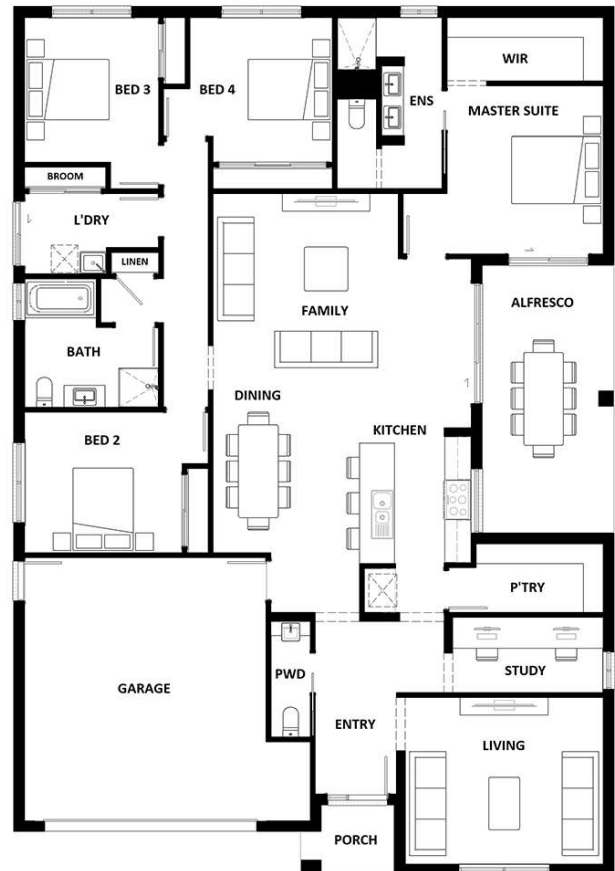 WIR
BED 3
BED 4
ENS
MASTER SUITE
BROOM
L'DRY
LINEN
ALFRESCO
FAMILY
BATH
DINING
KITCHEN
BED 2
P'TRY
STUDY
PWD
GARAGE
ENTRY
LIVING
PORCH